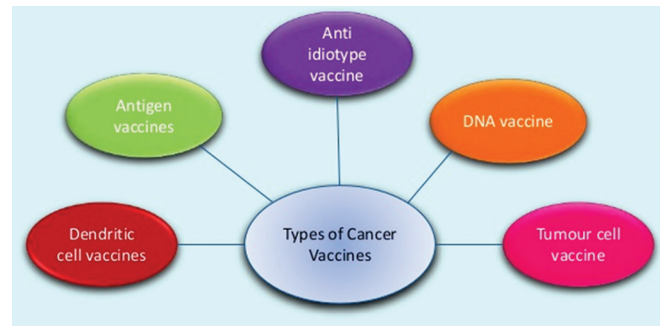 Anti
idiotype
vaccine
Antigen
vaccines
DNA vaccine
Dendritic
cell vaccines
Types of Cancer
Vaccines
Tumour cell
vaccine